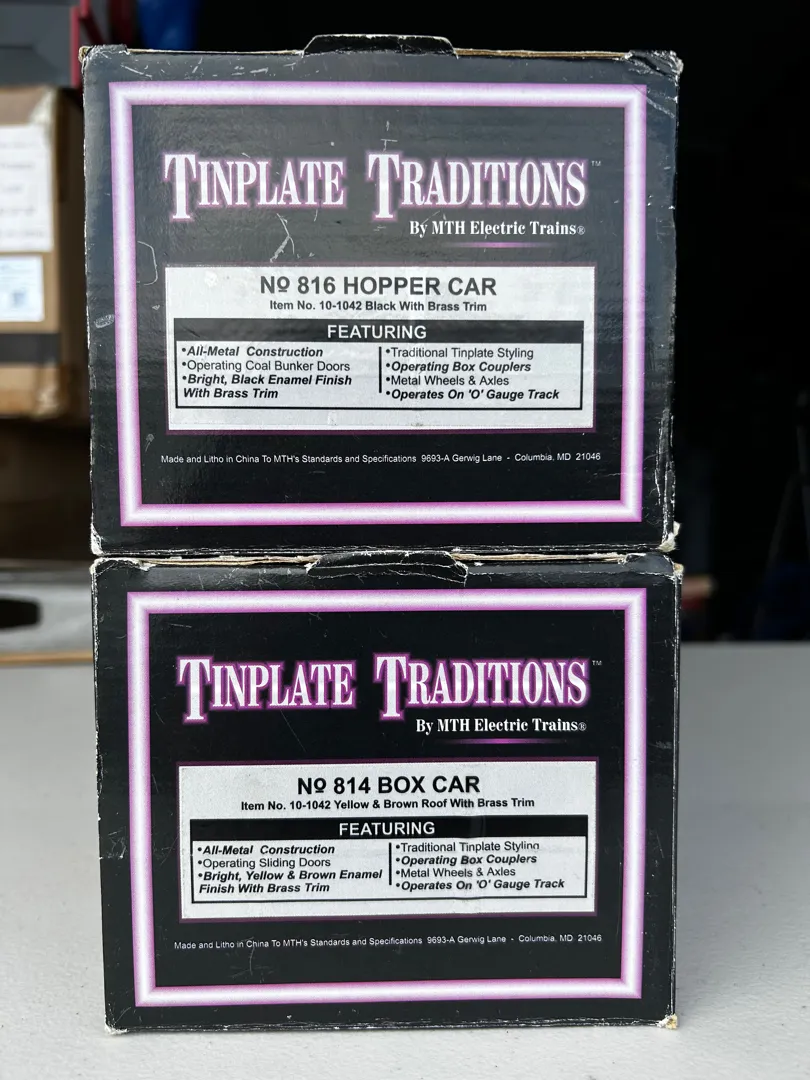 TINPLATE TRADITIONS™
By MTH Electric Trains®
Nº 816 HOPPER CAR
Item No. 10-1042 Black With Brass Trim
FEATURING
•All-Metal Construction
•Operating Coal Bunker Doors
•Bright, Black Enamel Finish
With Brass Trim
•Traditional Tinplate Styling
•Operating Box Couplers
•Metal Wheels & Axles
•Operates On 'O' Gauge Track
Made and Litho in China To MTH's Standards and Specifications 9693-A Gerwig Lane - Columbia, MD 21046
TINPLATE TRADITIONS™
By MTH Electric Trains®
Nº 814 BOX CAR
Item No. 10-1042 Yellow & Brown Roof With Brass Trim
FEATURING
•All-Metal Construction
•Operating Sliding Doors
•Bright, Yellow & Brown Enamel
Finish With Brass Trim
•Traditional Tinplate Styling
•Operating Box Couplers
•Metal Wheels & Axles
•Operates On 'O' Gauge Track
Made and Litho in China To MTH's Standards and Specifications 9693-A Gerwig Lane - Columbia, MD 21046